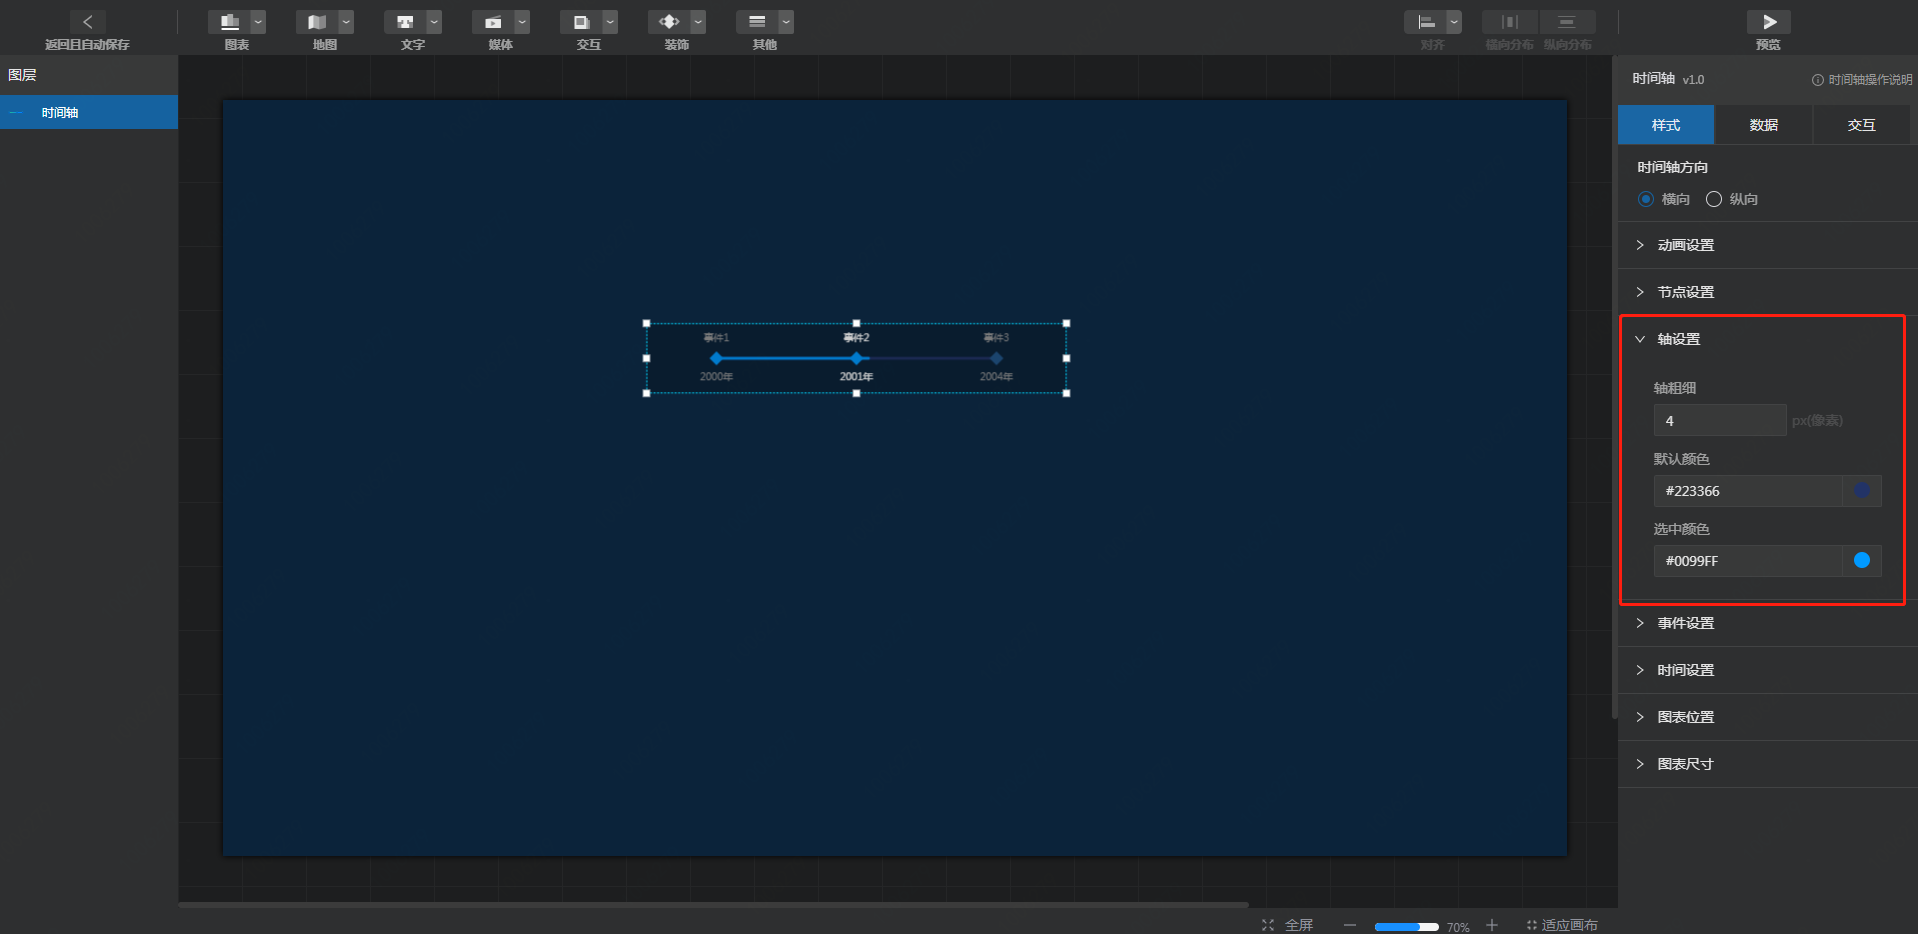 返回且自动保存
图表
地图
文字
媒体
交互
装饰
其他
对齐
横向分布
纵向分布
预览
图层
时间轴
事件1
事件2
事件3
2000年
2001年
2004年
时间轴 v1.0
时间轴操作说明
样式
数据
交互
时间轴方向
横向
纵向
动画设置
节点设置
轴设置
轴粗细
4
px(像素)
默认颜色
#223366
选中颜色
#0099FF
事件设置
时间设置
图表位置
图表尺寸
全屏
70%
适应画布